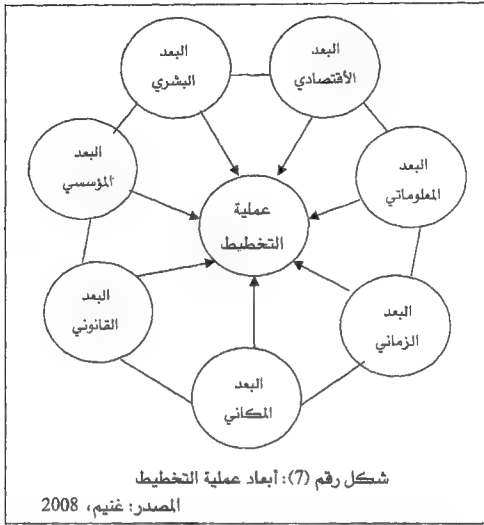 البعد
الأقتصادي
البعد
البشري
البعد
المعلوماتي
البعد
المؤسسي
عملية
التخطيط
البعد
الزماني
البعد
القانوني
البعد
المكاني
شكل رقم (7): أبعاد عملية التخطيط
المصدر: غنيم، 2008